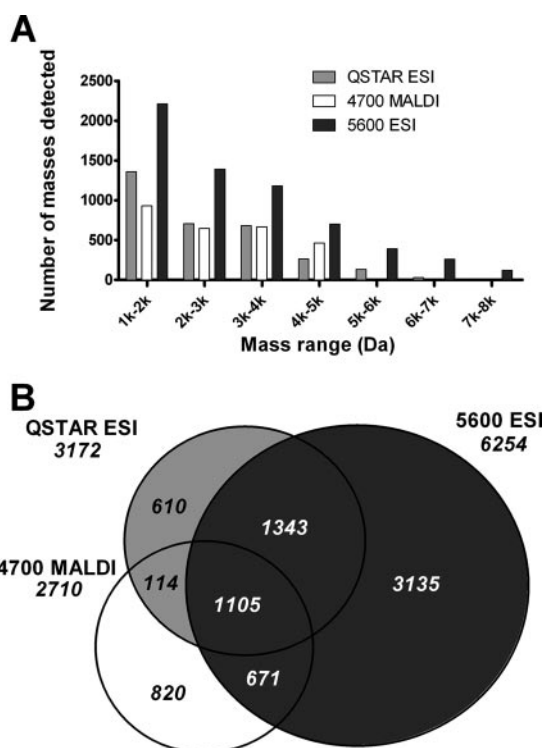 A
Number of masses detected
2500
2000
1500
1000
500
0
QSTAR ESI
4700 MALDI
5600 ESI
1k-2k
2k-3k
3k-4k
4k-5k
5k-6k
6k-7k
7k-8k
Mass range (Da)
B
QSTAR ESI
3172
5600 ESI
6254
610
1343
4700 MALDI
2710
114
1105
3135
820
671